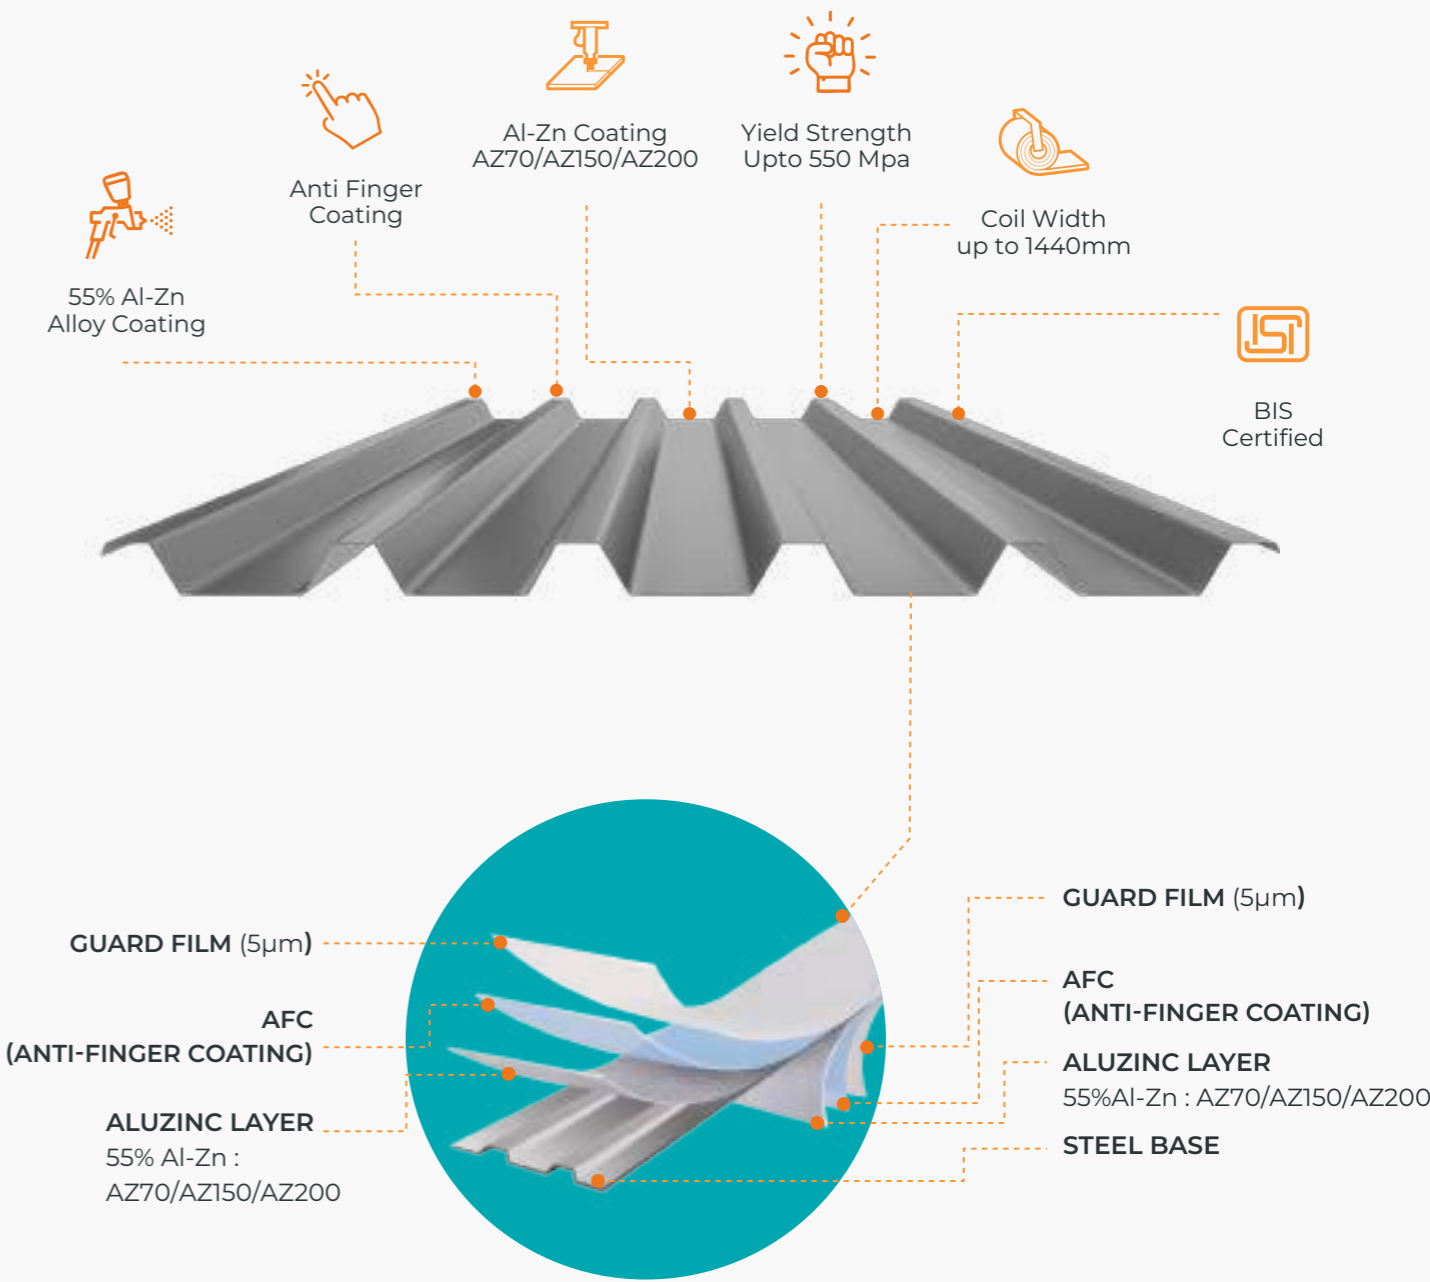 Al-Zn Coating
AZ70/AZ150/AZ200
Yield Strength
Upto 550 Mpa
Anti Finger
Coating
Coil Width
up to 1440mm
55% Al-Zn
Alloy Coating
BIS
Certified
GUARD FILM (5µm)
AFC
(ANTI-FINGER COATING)
ALUZINC LAYER
55% Al-Zn :
AZ70/AZ150/AZ200
GUARD FILM (5µm)
AFC
(ANTI-FINGER COATING)
ALUZINC LAYER
55%Al-Zn : AZ70/AZ150/AZ200
STEEL BASE